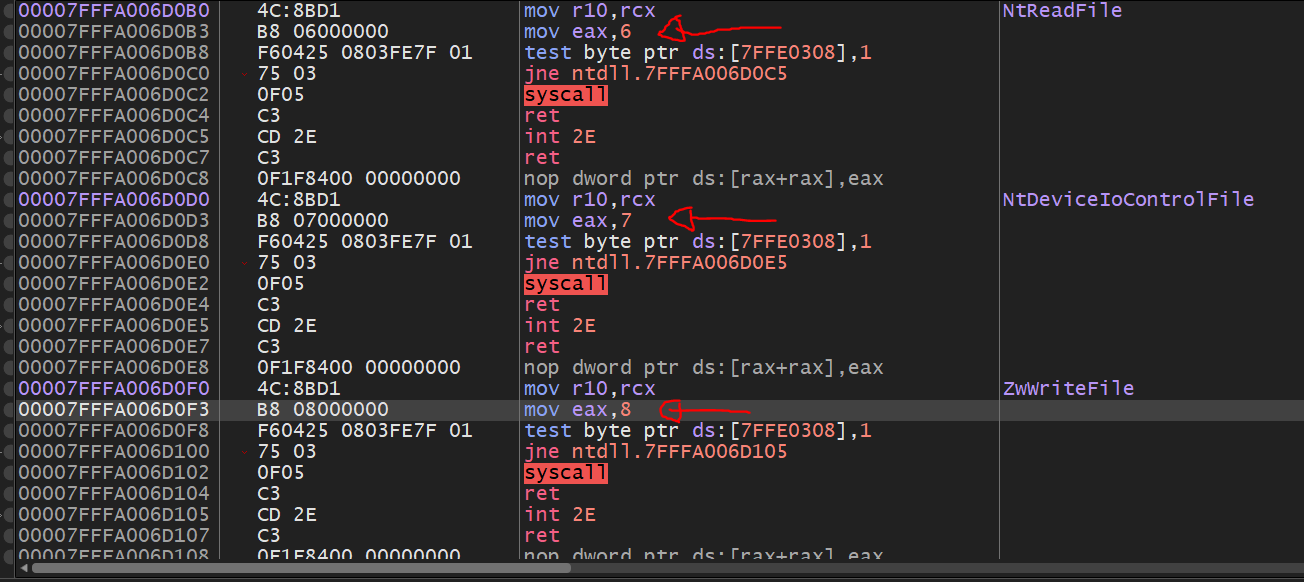 00007FFFA006D0B0 4C:8BD1 mov r10,rcx NtReadFile
00007FFFA006D0B3 B8 06000000 mov eax,6
00007FFFA006D0B8 F60425 0803FE7F 01 test byte ptr ds:[7FFE0308],1
00007FFFA006D0C0 75 03 jne ntdll.7FFFA006D0C5
00007FFFA006D0C2 0F05 syscall
00007FFFA006D0C4 C3 ret
00007FFFA006D0C5 CD 2E int 2E
00007FFFA006D0C7 C3 ret
00007FFFA006D0C8 0F1F8400 00000000 nop dword ptr ds:[rax+rax],eax
00007FFFA006D0D0 4C:8BD1 mov r10,rcx NtDeviceIoControlFile
00007FFFA006D0D3 B8 07000000 mov eax,7
00007FFFA006D0D8 F60425 0803FE7F 01 test byte ptr ds:[7FFE0308],1
00007FFFA006D0E0 75 03 jne ntdll.7FFFA006D0E5
00007FFFA006D0E2 0F05 syscall
00007FFFA006D0E4 C3 ret
00007FFFA006D0E5 CD 2E int 2E
00007FFFA006D0E7 C3 ret
00007FFFA006D0E8 0F1F8400 00000000 nop dword ptr ds:[rax+rax],eax
00007FFFA006D0F0 4C:8BD1 mov r10,rcx ZwWriteFile
00007FFFA006D0F3 B8 08000000 mov eax,8
00007FFFA006D0F8 F60425 0803FE7F 01 test byte ptr ds:[7FFE0308],1
00007FFFA006D100 75 03 jne ntdll.7FFFA006D105
00007FFFA006D102 0F05 syscall
00007FFFA006D104 C3 ret
00007FFFA006D105 CD 2E int 2E
00007FFFA006D107 C3 ret
00007FFFA006D108 0F1F8400 00000000 nop dword ptr ds:[rax+rax],eax